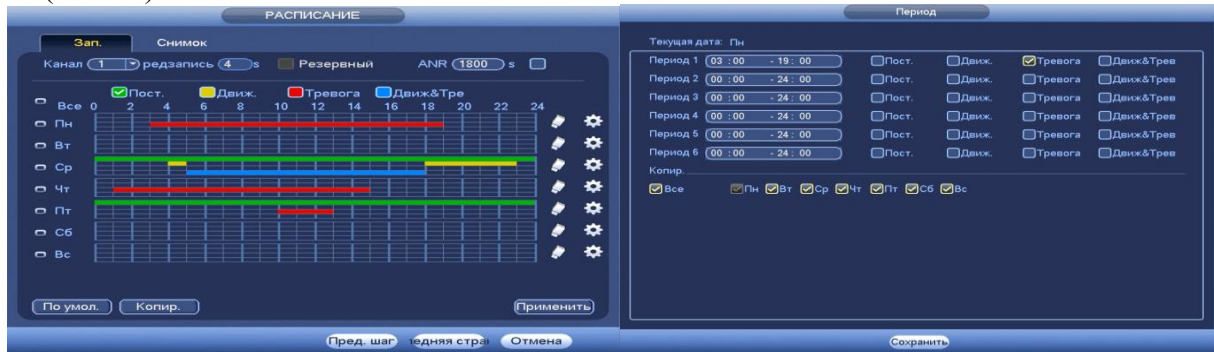 РАСПИСАНИЕ
Зап. Снимок
Канал 1 редзапись 4 s Резервный ANR 1800 s
Пост. Движ. Тревога Движ&Тре
Все 0 2 4 6 8 10 12 14 16 18 20 22 24
Пн
Вт
Ср
Чт
Пт
Сб
Вс
По умол. Копир. Применить
Пред. шаг едняя стра Отмена
Период
Текущая дата: Пн
Период 1 03 :00 - 19: 00 Пост. Движ. Тревога Движ&Трев
Период 2 00 :00 - 24: 00 Пост. Движ. Тревога Движ&Трев
Период 3 00 :00 - 24: 00 Пост. Движ. Тревога Движ&Трев
Период 4 00 :00 - 24: 00 Пост. Движ. Тревога Движ&Трев
Период 5 00 :00 - 24: 00 Пост. Движ. Тревога Движ&Трев
Период 6 00 :00 - 24: 00 Пост. Движ. Тревога Движ&Трев
Копир.
Все Пн Вт Ср Чт Пт Сб Вс
Сохранить